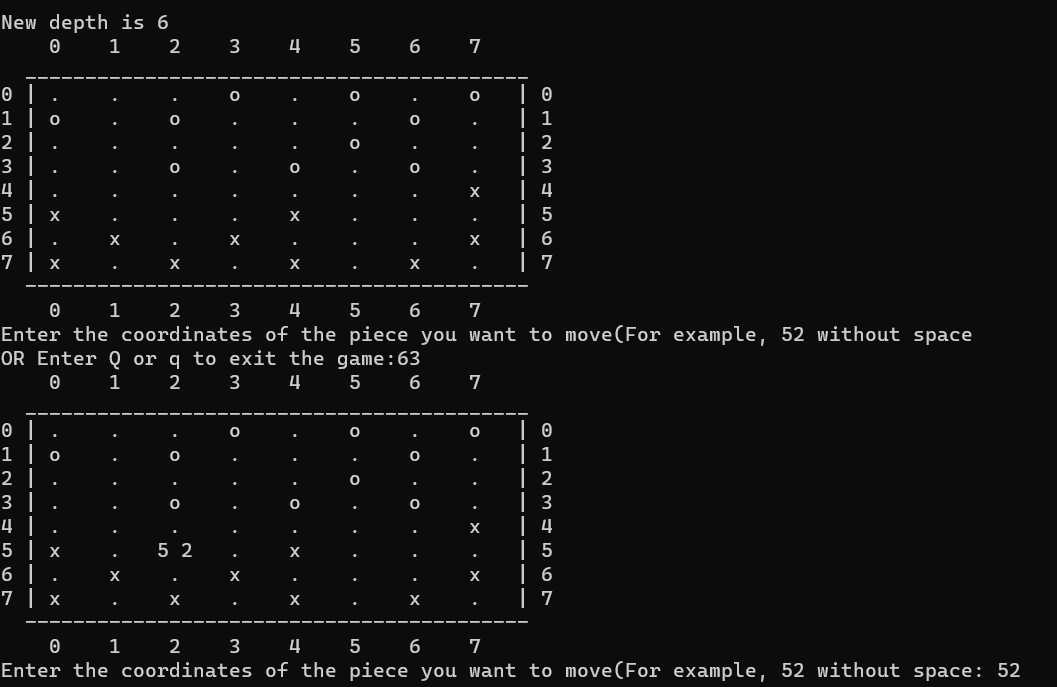 New depth is 6
    0    1    2    3    4    5    6    7
  __________________________________________
0 | .    .    .    o    .    o    .    o   | 0
1 | o    .    o    .    .    .    o    .   | 1
2 | .    .    .    .    .    o    .    .   | 2
3 | .    .    o    .    o    .    o    .   | 3
4 | .    .    .    .    .    .    .    x   | 4
5 | x    .    .    .    x    .    .    .   | 5
6 | .    x    .    x    .    .    .    x   | 6
7 | x    .    x    .    x    .    x    .   | 7
  ------------------------------------------
    0    1    2    3    4    5    6    7
Enter the coordinates of the piece you want to move(For example, 52 without space
OR Enter Q or q to exit the game:63
    0    1    2    3    4    5    6    7
  __________________________________________
0 | .    .    .    o    .    o    .    o   | 0
1 | o    .    o    .    .    .    o    .   | 1
2 | .    .    .    .    .    o    .    .   | 2
3 | .    .    o    .    o    .    o    .   | 3
4 | .    .    .    .    .    .    .    x   | 4
5 | x    .   5 2   .    x    .    .    .   | 5
6 | .    x    .    x    .    .    .    x   | 6
7 | x    .    x    .    x    .    x    .   | 7
  ------------------------------------------
    0    1    2    3    4    5    6    7
Enter the coordinates of the piece you want to move(For example, 52 without space: 52